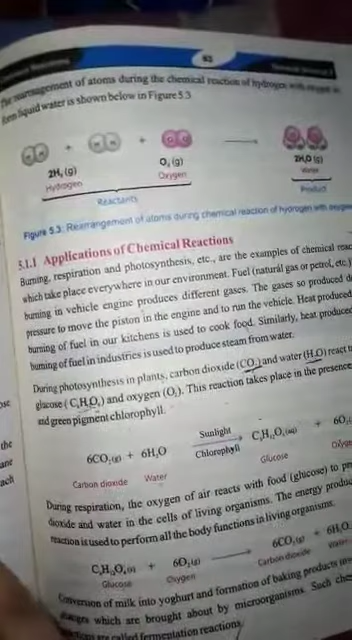 63
The rearrangement of atoms during the chemical reaction of hydrogen with oxygen to
form liquid water is shown below in Figure 5.3
+ +
2H₂ (g) O₂ (g) 2H₂O (l)
Hydrogen Oxygen Water
Reactants Product
Figure 5.3: Rearrangement of atoms during chemical reaction of hydrogen with oxygen
5.1.1 Applications of Chemical Reactions
Burning, respiration and photosynthesis, etc., are the examples of chemical
which take place everywhere in our environment. Fuel (natural gas or petrol, etc.)
burning in vehicle engine produces different gases. The gases so produced
pressure to move the piston in the engine and to run the vehicle. Heat produced
burning of fuel in our kitchens is used to cook food. Similarly, heat produced
burning of fuel in industries is used to produce steam from water.
During photosynthesis in plants, carbon dioxide (CO₂) and water (H₂O) react
glucose (C₆H₁₂O₆) and oxygen (O₂). This reaction takes place in the presence
and green pigment chlorophyll.
Sunlight
6CO₂(g) + 6H₂O → C₆H₁₂O₆(aq) + 6O₂
Chlorophyll
Carbon dioxide Water Glucose
During respiration, the oxygen of air reacts with food (glucose) to
dioxide and water in the cells of living organisms. The energy
reaction is used to perform all the body functions in living organisms.
C₆H₁₂O₆(s) + 6O₂(g) → 6CO₂(g) + 6H₂O
Glucose Oxygen Carbon dioxide Water
Conversion of milk into yoghurt and formation of baking products
changes which are brought about by microorganisms. Such
reactions are called fermentation reactions.
the